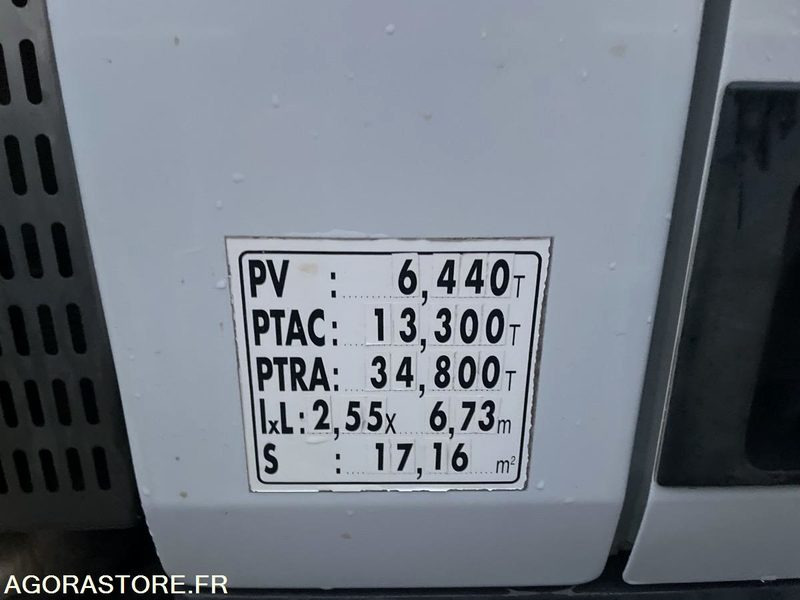 PV : 6,440T
PTAC: 13,300T
PTRA: 34,800T
lxL: 2,55x 6,73m
S : 17,16 m²
AGORASTORE.FR